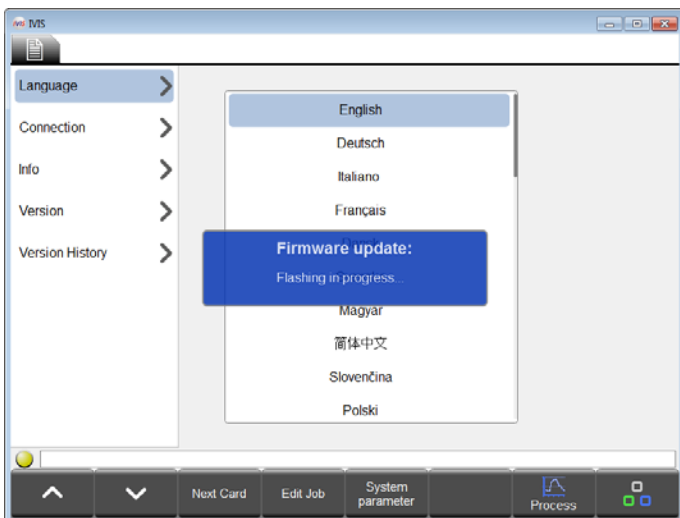 IVIS
Language
Connection
Info
Version
Version History
English
Deutsch
Italiano
Français
Firmware update:
Flashing in progress...
Magyar
简体中文
Slovenčina
Polski
Next Card
Edit Job
System
parameter
Process